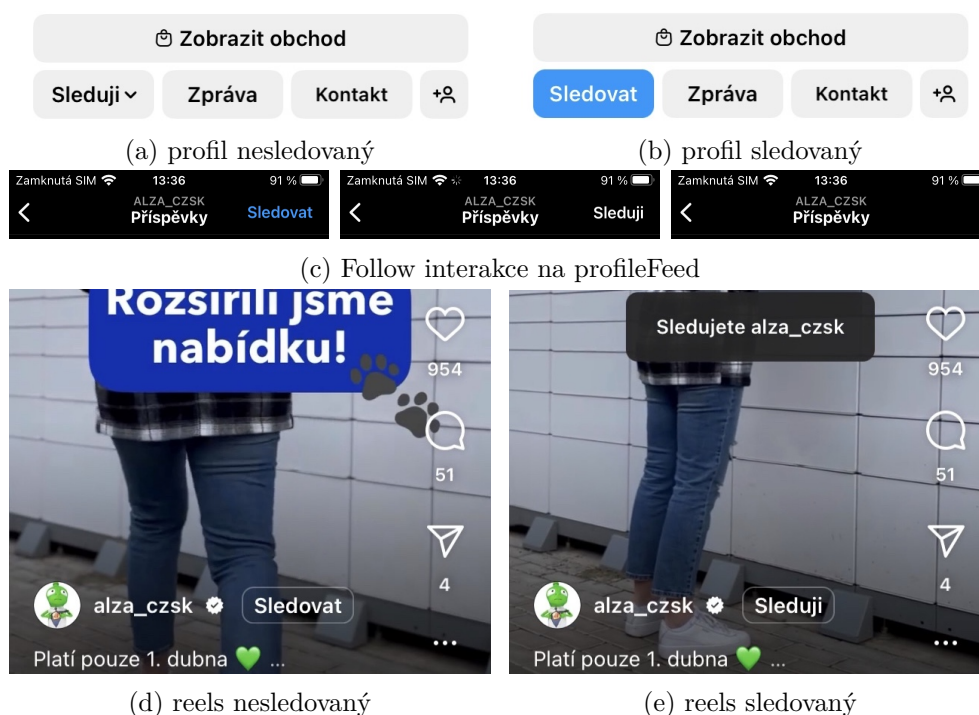 Zobrazit obchod
Sleduji Zpráva Kontakt
(a) profil nesledovaný
Zobrazit obchod
Sledovat Zpráva Kontakt
(b) profil sledovaný
Zamknutá SIM 13:36 91 %
ALZA_CZSK
Příspěvky Sledovat
Zamknutá SIM 13:36 91 %
ALZA_CZSK
Příspěvky Sleduji
Zamknutá SIM 13:36 91 %
ALZA_CZSK
Příspěvky
(c) Follow interakce na profileFeed
Rozšířili jsme
nabídku!
954
51
4
alza_czsk Sledovat
Platí pouze 1. dubna 💚 ...
(d) reels nesledovaný
Sledujete alza_czsk
954
51
4
alza_czsk Sleduji
Platí pouze 1. dubna 💚 ...
(e) reels sledovaný